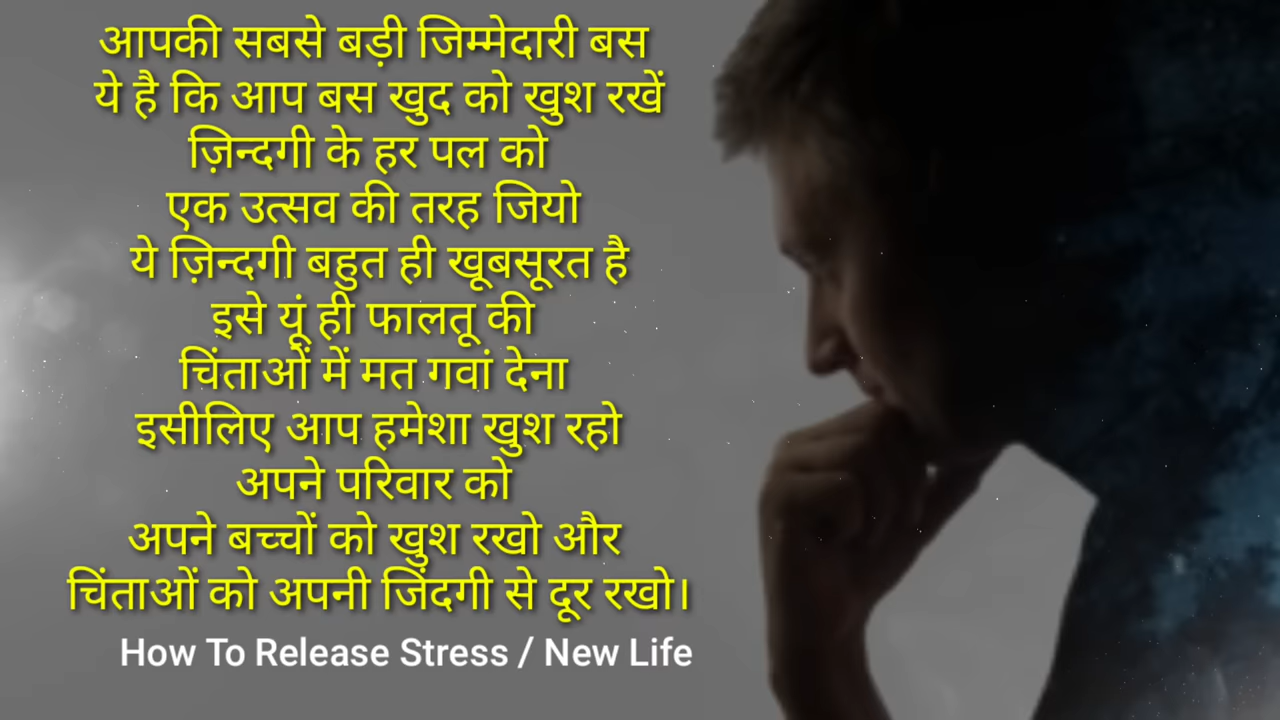 आपकी सबसे बड़ी जिम्मेदारी बस
ये है कि आप बस खुद को खुश रखें
ज़िन्दगी के हर पल को
एक उत्सव की तरह जियो
ये ज़िन्दगी बहुत ही खूबसूरत है
इसे यूं ही फालतू की
चिंताओं में मत गवां देना
इसीलिए आप हमेशा खुश रहो
अपने परिवार को
अपने बच्चों को खुश रखो और
चिंताओं को अपनी जिंदगी से दूर रखो।
How To Release Stress / New Life